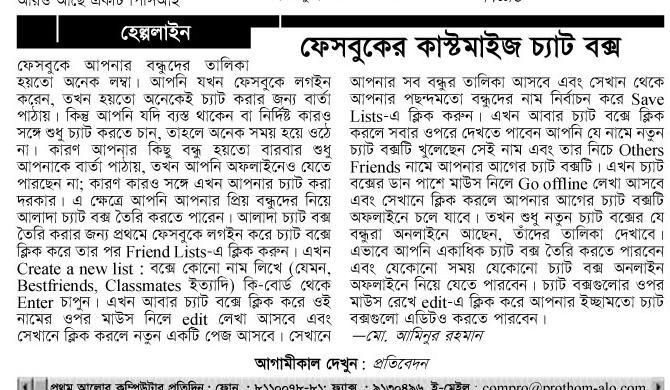 হেল্পলাইন
ফেসবুকের কাস্টমাইজ চ্যাট বক্স
ফেসবুকে আপনার বন্ধুদের তালিকা
হয়তো অনেক লম্বা। আপনি যখন ফেসবুকে লগইন
করেন, তখন হয়তো অনেকেই চ্যাট করার জন্য বার্তা
পাঠায়। কিন্তু আপনি যদি ব্যস্ত থাকেন বা নির্দিষ্ট কারও
সঙ্গে শুধু চ্যাট করতে চান, তাহলে অনেক সময় হয়ে ওঠে
না। কারণ আপনার কিছু বন্ধু হয়তো বারবার শুধু
আপনাকে বার্তা পাঠায়, তখন আপনি অফলাইনেও যেতে
পারছেন না; কারণ কারও সঙ্গে এখন আপনার চ্যাট করা
দরকার। এ ক্ষেত্রে আপনি আপনার প্রিয় বন্ধুদের নিয়ে
আলাদা চ্যাট বক্স তৈরি করতে পারেন। আলাদা চ্যাট বক্স
তৈরি করার জন্য প্রথমে ফেসবুকে লগইন করে চ্যাট বক্সে
ক্লিক করে তার পর Friend Lists-এ ক্লিক করুন। এখন
Create a new list : বক্সে কোনো নাম লিখে (যেমন,
Bestfriends, Classmates ইত্যাদি) কি-বোর্ড থেকে
Enter চাপুন। এখন আবার চ্যাট বক্সে ক্লিক করে ওই
নামের ওপর মাউস নিলে edit লেখা আসবে এবং
সেখানে ক্লিক করলে নতুন একটি পেজ আসবে। সেখানে
আপনার সব বন্ধুর তালিকা আসবে এবং সেখান থেকে
আপনার পছন্দমতো বন্ধুদের নাম নির্বাচন করে Save
Lists-এ ক্লিক করুন। এখন আবার চ্যাট বক্সে ক্লিক
করলে সবার ওপরে দেখতে পাবেন আপনি যে নামে নতুন
চ্যাট বক্সটি খুলেছেন সেই নাম এবং তার নিচে Others
Friends নামে আপনার আগের চ্যাট বক্সটি। এখন চ্যাট
বক্সের ডান পাশে মাউস নিলে Go offline লেখা আসবে
এবং সেখানে ক্লিক করলে আপনার আগের চ্যাট বক্সটি
অফলাইনে চলে যাবে। তখন শুধু নতুন চ্যাট বক্সের যে
বন্ধুরা অনলাইনে আছেন, তাঁদের তালিকা দেখাবে।
এভাবে আপনি একাধিক চ্যাট বক্স তৈরি করতে পারবেন
এবং যেকোনো সময় যেকোনো চ্যাট বক্স অনলাইন
অফলাইনে নিয়ে যেতে পারবেন। চ্যাট বক্সগুলোর ওপর
মাউস রেখে edit-এ ক্লিক করে আপনার ইচ্ছামতো চ্যাট
বক্সগুলো এডিটও করতে পারবেন।
—মো. আমিনুর রহমান
আগামীকাল দেখুন : প্রতিবেদন
প্রথম আলোর কম্পিউটার প্রতিদিন : ফোন : ৮১১০০৭৮-৮১; ফ্যাক্স : ৯১৩০৪৯৬ ই-মেইল : compro@prothom-alo.com